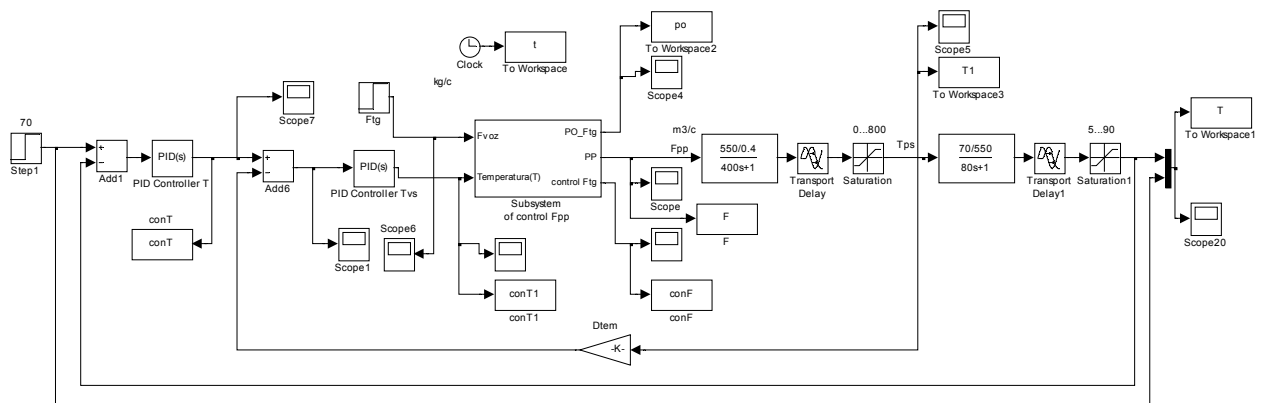 po
To Workspace2
t
Clock
To Workspace
kg/c
Scope4
Scope5
T1
To Workspace3
70
Step1
Scope7
Ftg
Fvoz
PO_Ftg
PP
Temperatura(T)
control Ftg
Subsystem
of control Fpp
m3/c
Fpp
550/0.4
400s+1
Transport
Delay
0...800
Saturation
Tps
70/550
80s+1
Transport
Delay1
5...90
Saturation1
T
To Workspace1
Scope20
+
−
Add1
PID(s)
PID Controller T
+
−
Add6
PID(s)
PID Controller Tvs
Scope
F
F
conT
conT
Scope1
Scope6
conT1
conT1
conF
conF
Dtem
-K-